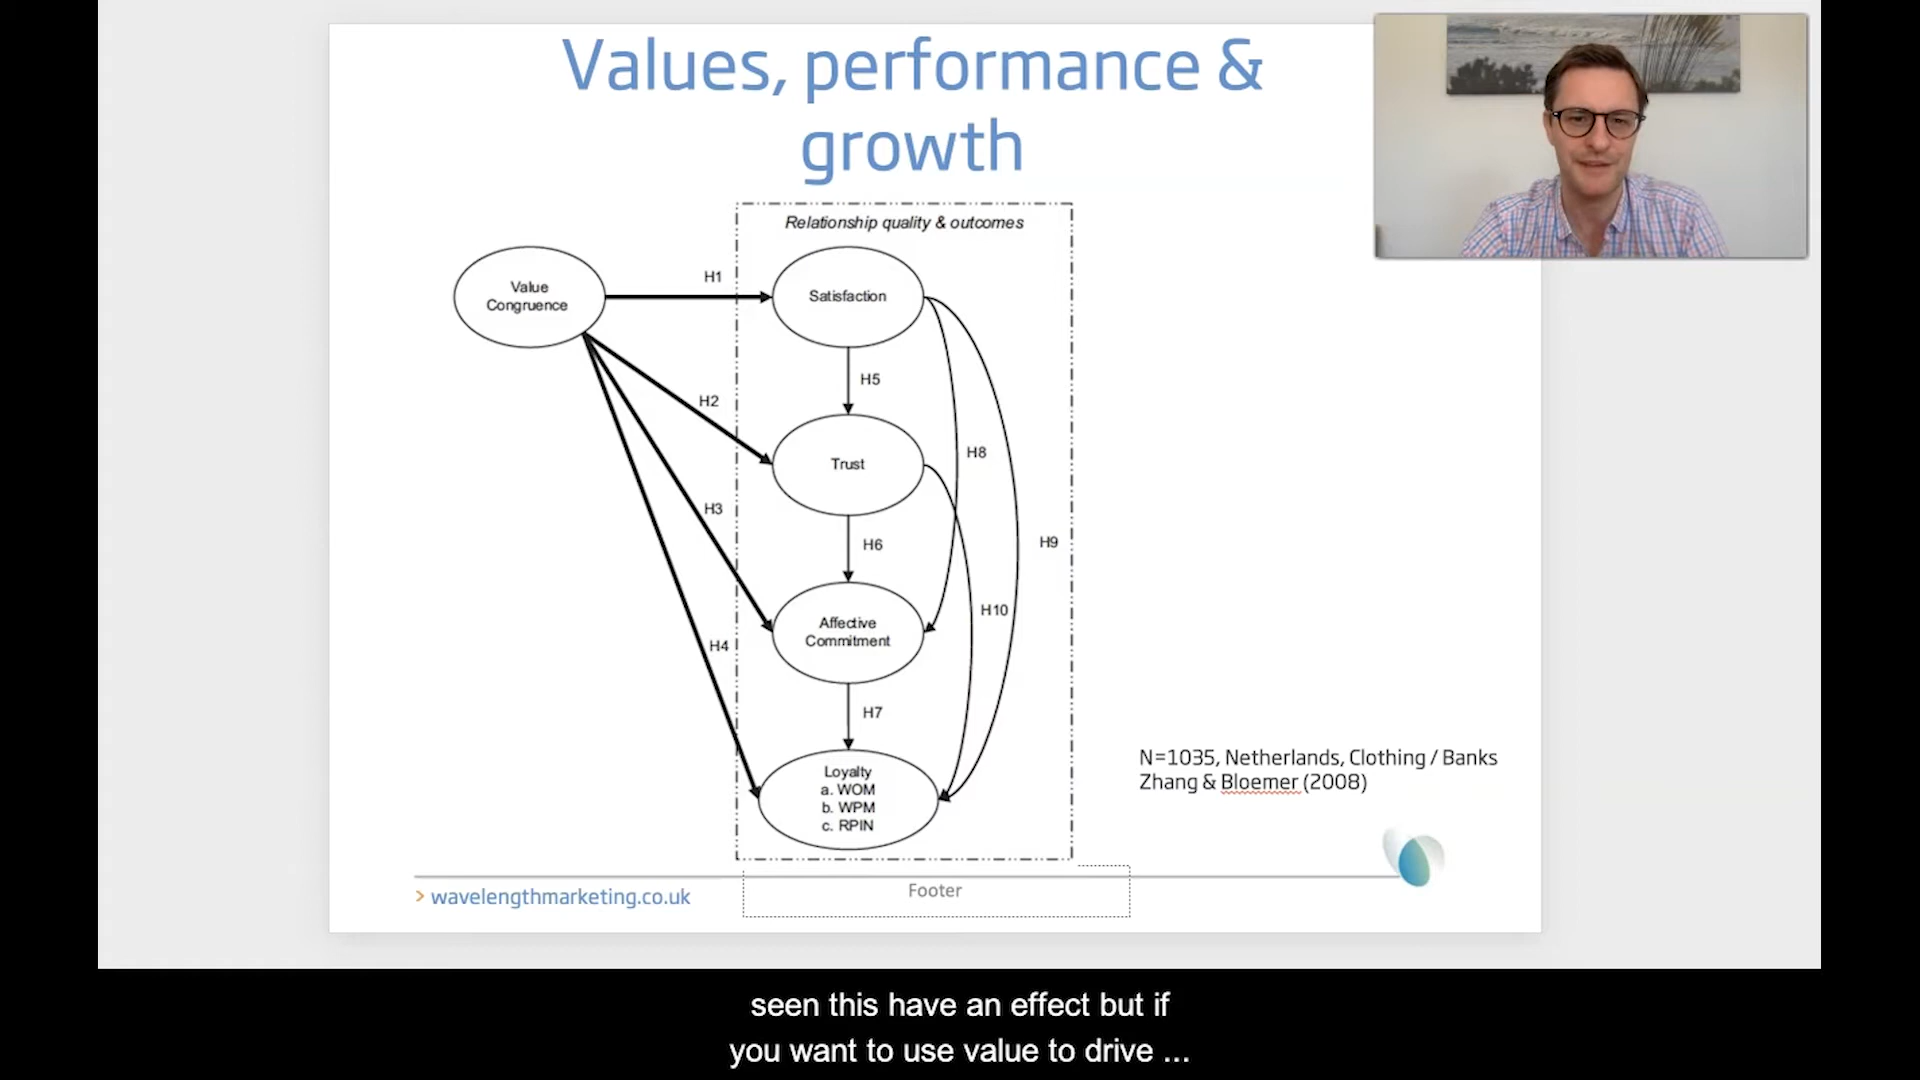 Values, performance &
growth
Relationship quality & outcomes
Value
Congruence
H1
Satisfaction
H5
H2
H8
Trust
H3
H6
H9
H10
Affective
Commitment
H4
H7
Loyalty
a. WOM
b. WPM
c. RPIN
N=1035, Netherlands, Clothing / Banks
Zhang & Bloemer (2008)
> wavelengthmarketing.co.uk
Footer
seen this have an effect but if
you want to use value to drive ...